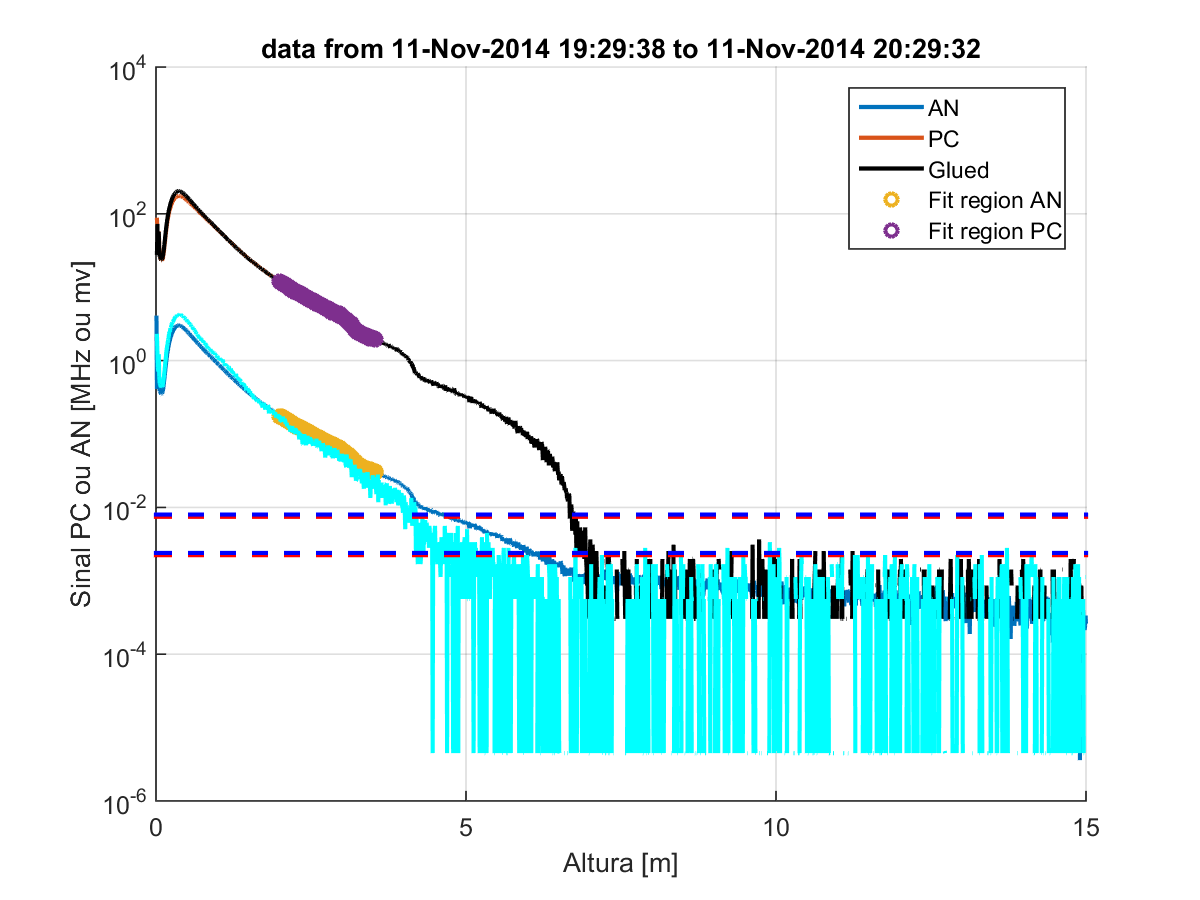 data from 11-Nov-2014 19:29:38 to 11-Nov-2014 20:29:32
Sinal PC ou AN [MHz ou mv]
10^4
10^2
10^0
10^-2
10^-4
10^-6
AN
PC
Glued
Fit region AN
Fit region PC
0 5 10 15
Altura [m]